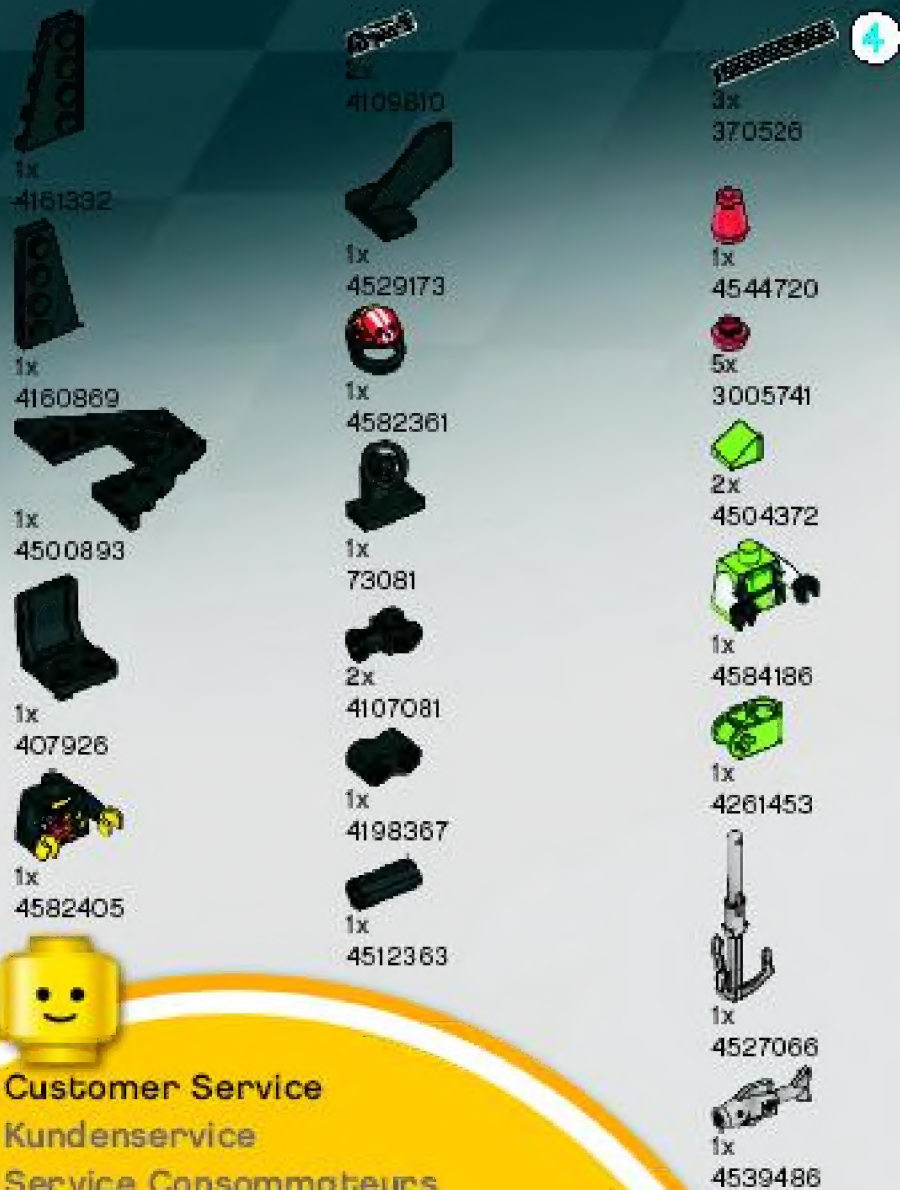 1x
4161332
1x
4160869
1x
4500893
1x
407926
1x
4582405
2x
4109810
1x
4529173
1x
4582361
1x
73081
2x
4107081
1x
4198367
1x
4512363
4
3x
370526
1x
4544720
5x
3005741
2x
4504372
1x
4584186
1x
4261453
1x
4527066
1x
4539486
Customer Service
Kundenservice
Service Consommateurs